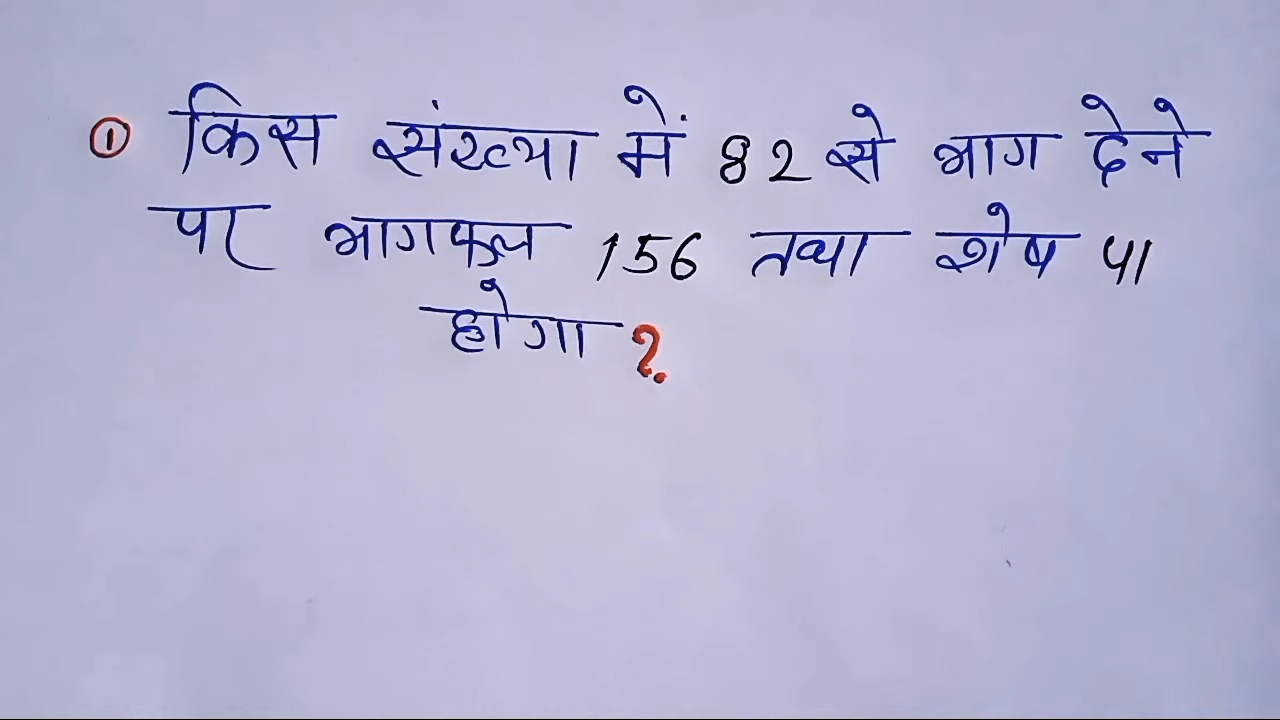 ① किस संख्या में 82 से भाग देने
पर भागफल 156 तथा शेष 41
होगा ?